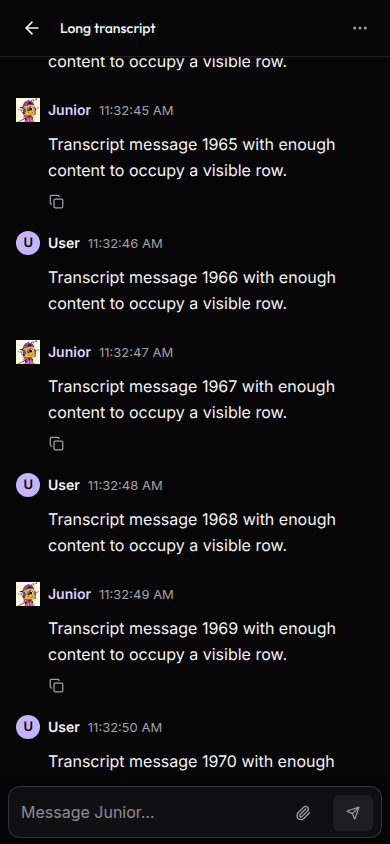 Long transcript
content to occupy a visible row.
Junior 11:32:45 AM
Transcript message 1965 with enough
content to occupy a visible row.
U User 11:32:46 AM
Transcript message 1966 with enough
content to occupy a visible row.
Junior 11:32:47 AM
Transcript message 1967 with enough
content to occupy a visible row.
U User 11:32:48 AM
Transcript message 1968 with enough
content to occupy a visible row.
Junior 11:32:49 AM
Transcript message 1969 with enough
content to occupy a visible row.
U User 11:32:50 AM
Transcript message 1970 with enough
Message Junior...